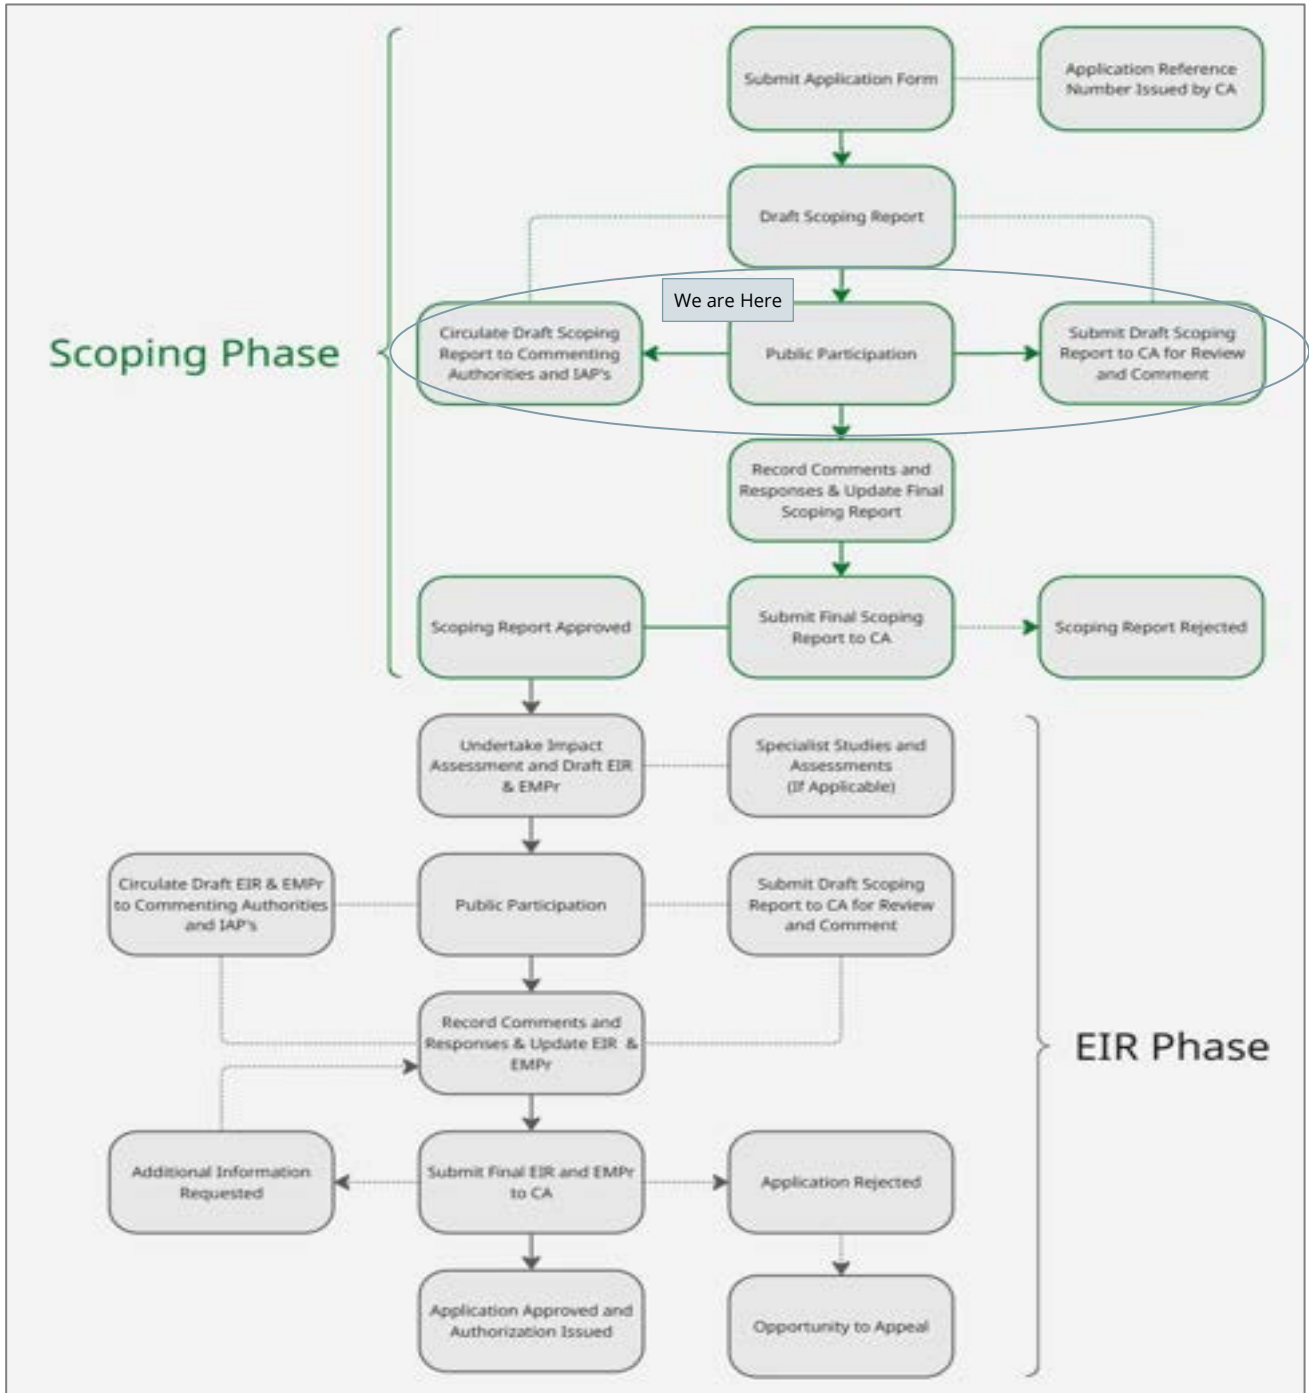 Submit Application Form
Application Reference
Number Issued by CA
Draft Scoping Report
We are Here
Scoping Phase
Circulate Draft Scoping
Report to Commenting
Authorities and IAP's
Public Participation
Submit Draft Scoping
Report to CA for Review
and Comment
Record Comments and
Responses & Update Final
Scoping Report
Scoping Report Approved
Submit Final Scoping
Report to CA
Scoping Report Rejected
Undertake Impact
Assessment and Draft EIR
& EMPr
Specialist Studies and
Assessments
(If Applicable)
Circulate Draft EIR & EMPr
to Commenting Authorities
and IAP's
Public Participation
Submit Draft Scoping
Report to CA for Review
and Comment
Record Comments and
Responses & Update EIR &
EMPr
EIR Phase
Additional Information
Requested
Submit Final EIR and EMPr
to CA
Application Rejected
Application Approved and
Authorization Issued
Opportunity to Appeal